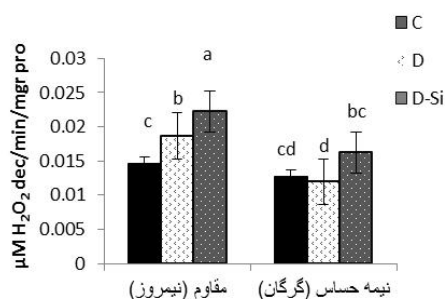 C
D
D-Si
µM H₂O₂ dec/min/mgr pro
0.03
0.025
0.02
0.015
0.01
0.005
0
c
b
a
cd
d
bc
مقاوم (نیمروز)
نیمه حساس (گرگان)